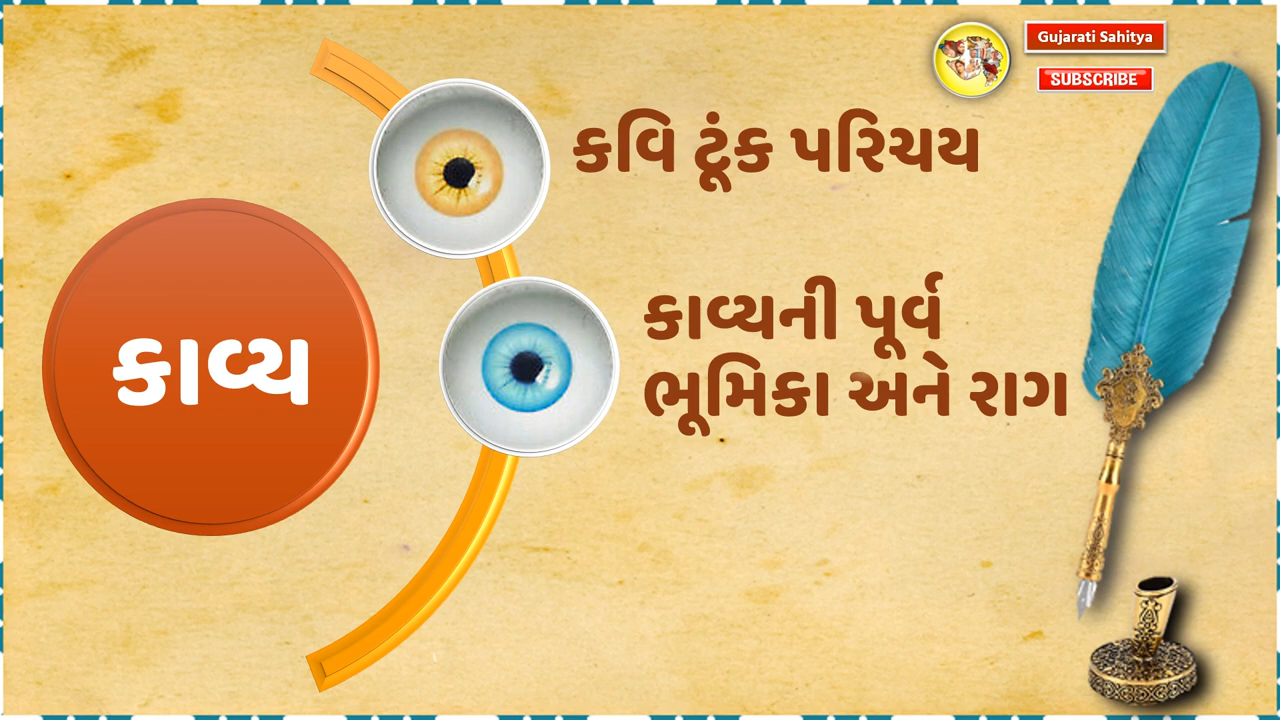 Gujarati Sahitya
SUBSCRIBE
કવિ ટૂંક પરિચય
કાવ્યની પૂર્વ
ભૂમિકા અને રાગ
કાવ્ય